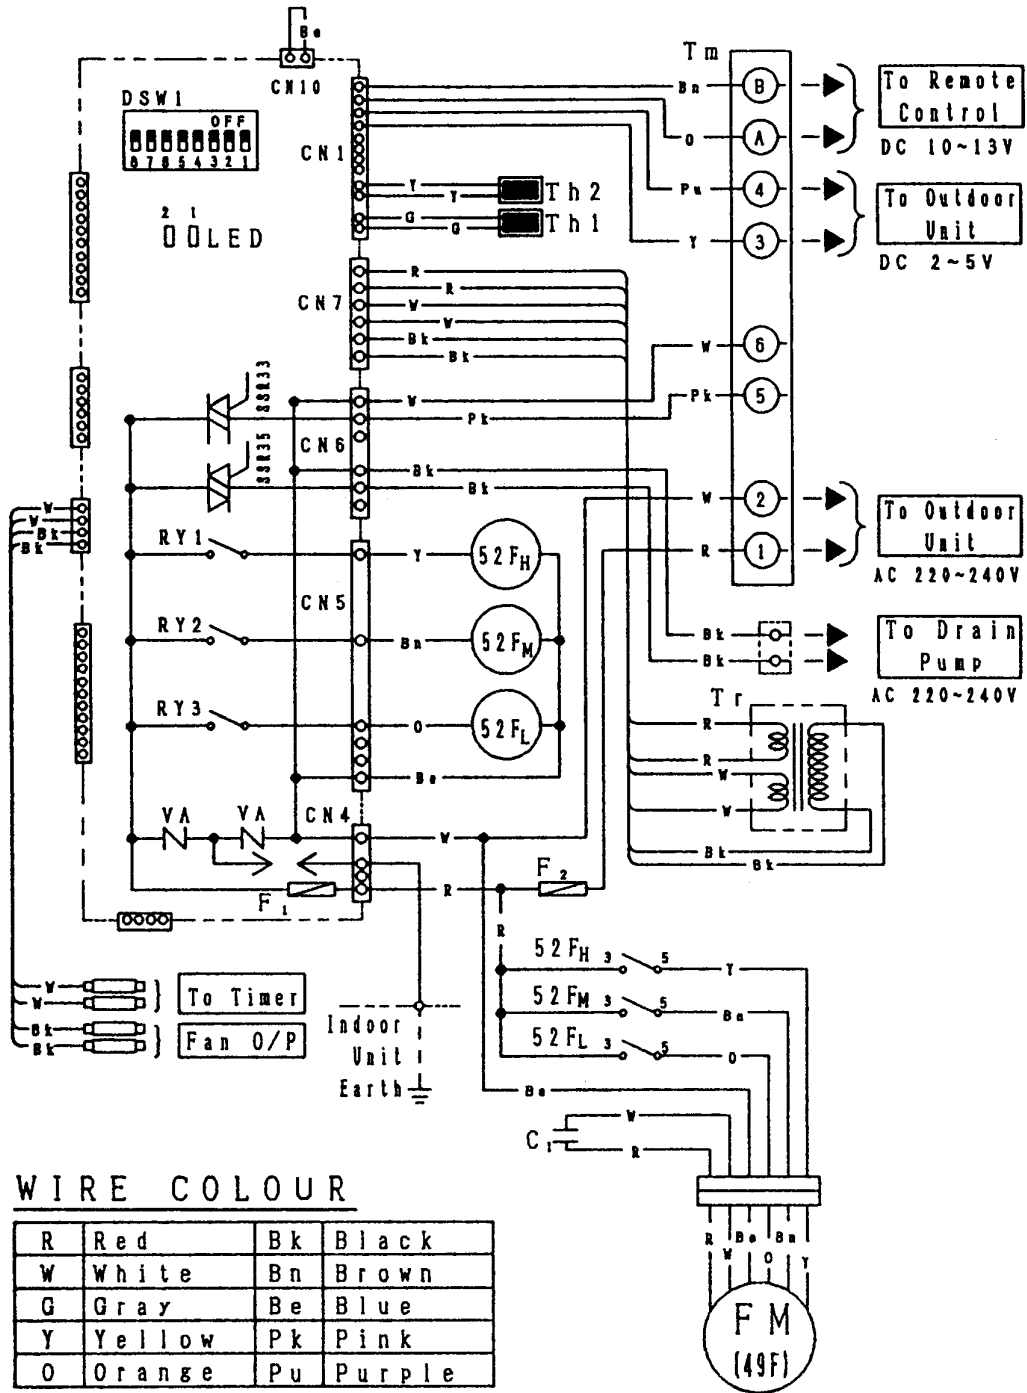 Be
CN10
Tm
DSW1
OFF
8 7 6 5 4 3 2 1
CN1
Bn
B
To Remote
Control
DC 10~13V
O
A
Y
Y
Th2
Pu
4
To Outdoor
Unit
DC 2~5V
2 1
LED
G
G
Th1
Y
3
CN7
R
R
W
W
Bk
Bk
W
6
SSR33
W
Pk
Pk
5
CN6
SSR35
Bk
Bk
W
2
To Outdoor
Unit
AC 220~240V
W
W
Bk
Bk
RY1
Y
52FH
R
1
CN5
RY2
Bn
52FM
Bk
Bk
To Drain
Pump
AC 220~240V
RY3
O
52FL
Tr
R
R
W
W
Bk
Bk
Be
VA
VA
CN4
W
F1
R
F2
R
52FH 3 5
Y
52FM 3 5
Bn
52FL 3 5
O
W
W
To Timer
Bk
Bk
Fan O/P
Indoor
Unit
Earth
Be
C1
W
R
R
W
Be
O
Bn
Y
FM
(49F)
WIRE COLOUR
R Red Bk Black
W White Bn Brown
G Gray Be Blue
Y Yellow Pk Pink
O Orange Pu Purple